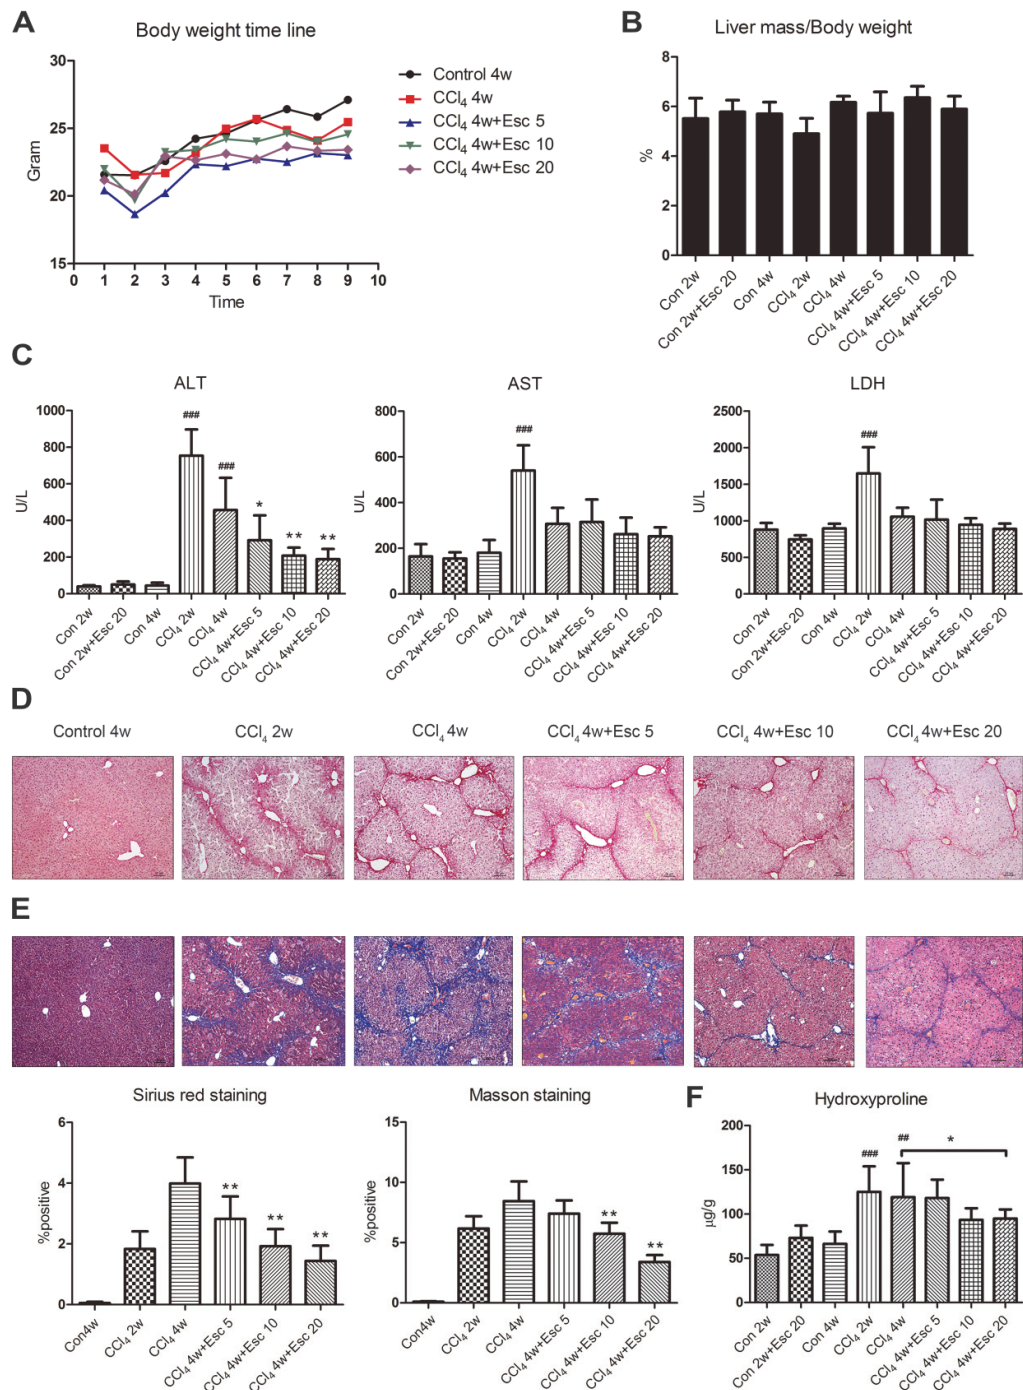 A
Body weight time line
30
25
20
15
Gram
0 1 2 3 4 5 6 7 8 9 10
Time
Control 4w
CCl4 4w
CCl4 4w+Esc 5
CCl4 4w+Esc 10
CCl4 4w+Esc 20
B
Liver mass/Body weight
8
6
4
2
0
%
Con 2w
Con 2w+Esc 20
Con 4w
CCl4 2w
CCl4 4w
CCl4 4w+Esc 5
CCl4 4w+Esc 10
CCl4 4w+Esc 20
C
ALT
1000
800
600
400
200
0
U/L
###
###
*
**
**
Con 2w
Con 2w+Esc 20
Con 4w
CCl4 2w
CCl4 4w
CCl4 4w+Esc 5
CCl4 4w+Esc 10
CCl4 4w+Esc 20
AST
800
600
400
200
0
U/L
###
Con 2w
Con 2w+Esc 20
Con 4w
CCl4 2w
CCl4 4w
CCl4 4w+Esc 5
CCl4 4w+Esc 10
CCl4 4w+Esc 20
LDH
2500
2000
1500
1000
500
0
U/L
###
Con 2w
Con 2w+Esc 20
Con 4w
CCl4 2w
CCl4 4w
CCl4 4w+Esc 5
CCl4 4w+Esc 10
CCl4 4w+Esc 20
D
Control 4w
CCl4 2w
CCl4 4w
CCl4 4w+Esc 5
CCl4 4w+Esc 10
CCl4 4w+Esc 20
E
Sirius red staining
6
4
2
0
%positive
**
**
**
Con4w
CCl4 2w
CCl4 4w
CCl4 4w+Esc 5
CCl4 4w+Esc 10
CCl4 4w+Esc 20
Masson staining
15
10
5
0
%positive
**
**
Con4w
CCl4 2w
CCl4 4w
CCl4 4w+Esc 5
CCl4 4w+Esc 10
CCl4 4w+Esc 20
F
Hydroxyproline
200
150
100
50
0
µg/g
###
##
*
Con 2w
Con 2w+Esc 20
Con 4w
CCl4 2w
CCl4 4w
CCl4 4w+Esc 5
CCl4 4w+Esc 10
CCl4 4w+Esc 20